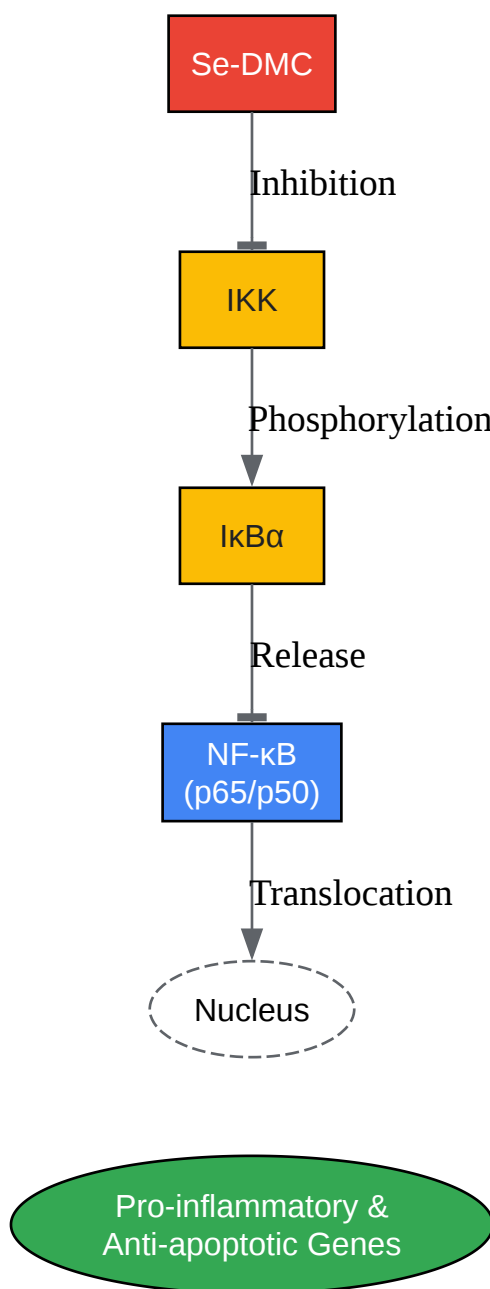 Se-DMC
Inhibition
IKK
Phosphorylation
IκBα
Release
NF-κB
(p65/p50)
Translocation
Nucleus
Pro-inflammatory &
Anti-apoptotic Genes